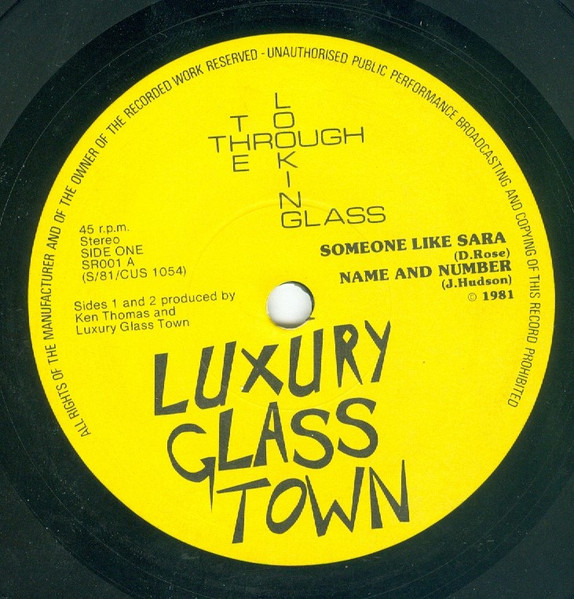 ALL RIGHTS OF THE MANUFACTURER AND OF THE OWNER OF THE RECORDED WORK RESERVED - UNAUTHORISED PUBLIC PERFORMANCE BROADCASTING AND COPYING OF THIS RECORD PROHIBITED
THROUGH
THE
LOOKING
GLASS
45 r.p.m.
Stereo
SIDE ONE
SR001 A
(S/81/CUS 1054)
SOMEONE LIKE SARA
(D.Rose)
NAME AND NUMBER
(J.Hudson)
© 1981
Sides 1 and 2 produced by
Ken Thomas and
Luxury Glass Town
LUXURY
GLASS
TOWN